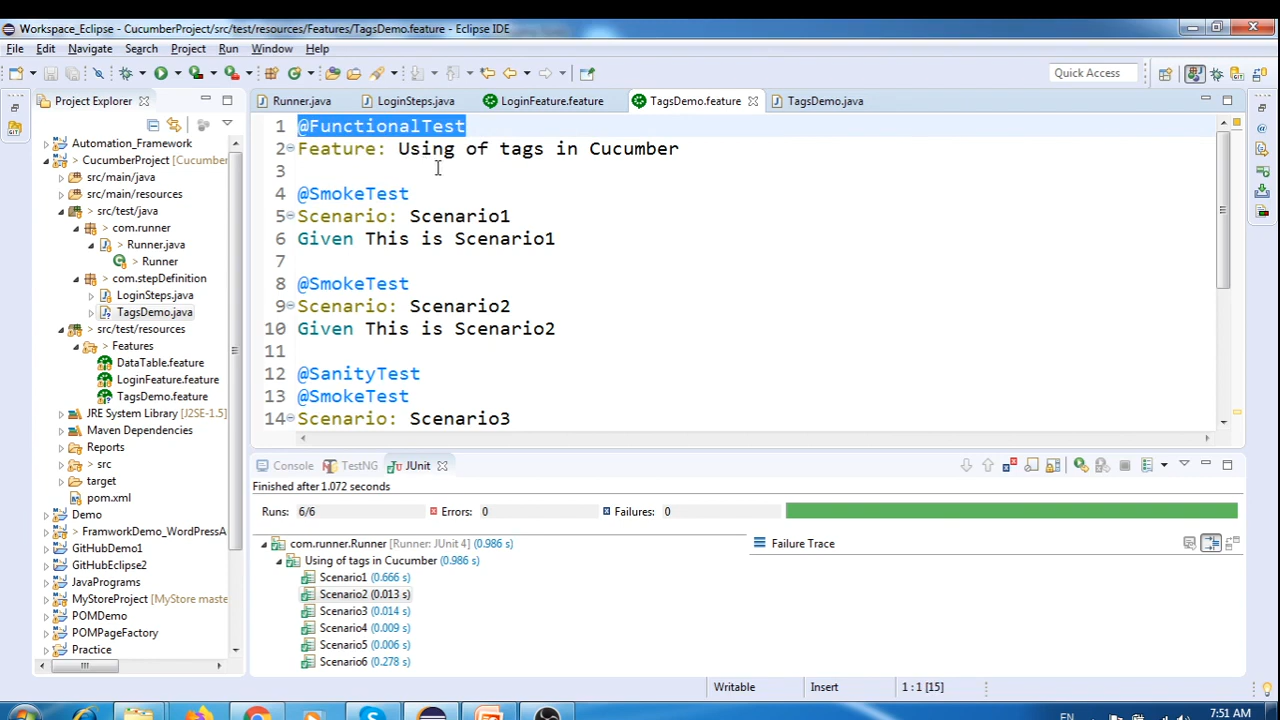 Workspace_Eclipse - CucumberProject/src/test/resources/Features/TagsDemo.feature - Eclipse IDE
File Edit Navigate Search Project Run Window Help
Quick Access
Project Explorer
Runner.java LoginSteps.java LoginFeature.feature TagsDemo.feature TagsDemo.java
Automation_Framework
> CucumberProject [Cucumber
src/main/java
src/main/resources
> src/test/java
> com.runner
> Runner.java
> Runner
> com.stepDefinition
> LoginSteps.java
TagsDemo.java
> src/test/resources
> Features
DataTable.feature
LoginFeature.feature
TagsDemo.feature
JRE System Library [J2SE-1.5]
Maven Dependencies
Reports
> src
target
pom.xml
Demo
> FramworkDemo_WordPressA
GitHubDemo1
GitHubEclipse2
JavaPrograms
MyStoreProject [MyStore maste
POMDemo
POMPageFactory
Practice
1 @FunctionalTest
2 Feature: Using of tags in Cucumber
3
4 @SmokeTest
5 Scenario: Scenario1
6 Given This is Scenario1
7
8 @SmokeTest
9 Scenario: Scenario2
10 Given This is Scenario2
11
12 @SanityTest
13 @SmokeTest
14 Scenario: Scenario3
Console TestNG JUnit
Finished after 1.072 seconds
Runs: 6/6 Errors: 0 Failures: 0
com.runner.Runner [Runner: JUnit 4] (0.986 s)
Using of tags in Cucumber (0.986 s)
Scenario1 (0.666 s)
Scenario2 (0.013 s)
Scenario3 (0.014 s)
Scenario4 (0.009 s)
Scenario5 (0.006 s)
Scenario6 (0.278 s)
Failure Trace
Writable Insert 1 : 1 [15]
EN 7:51 AM